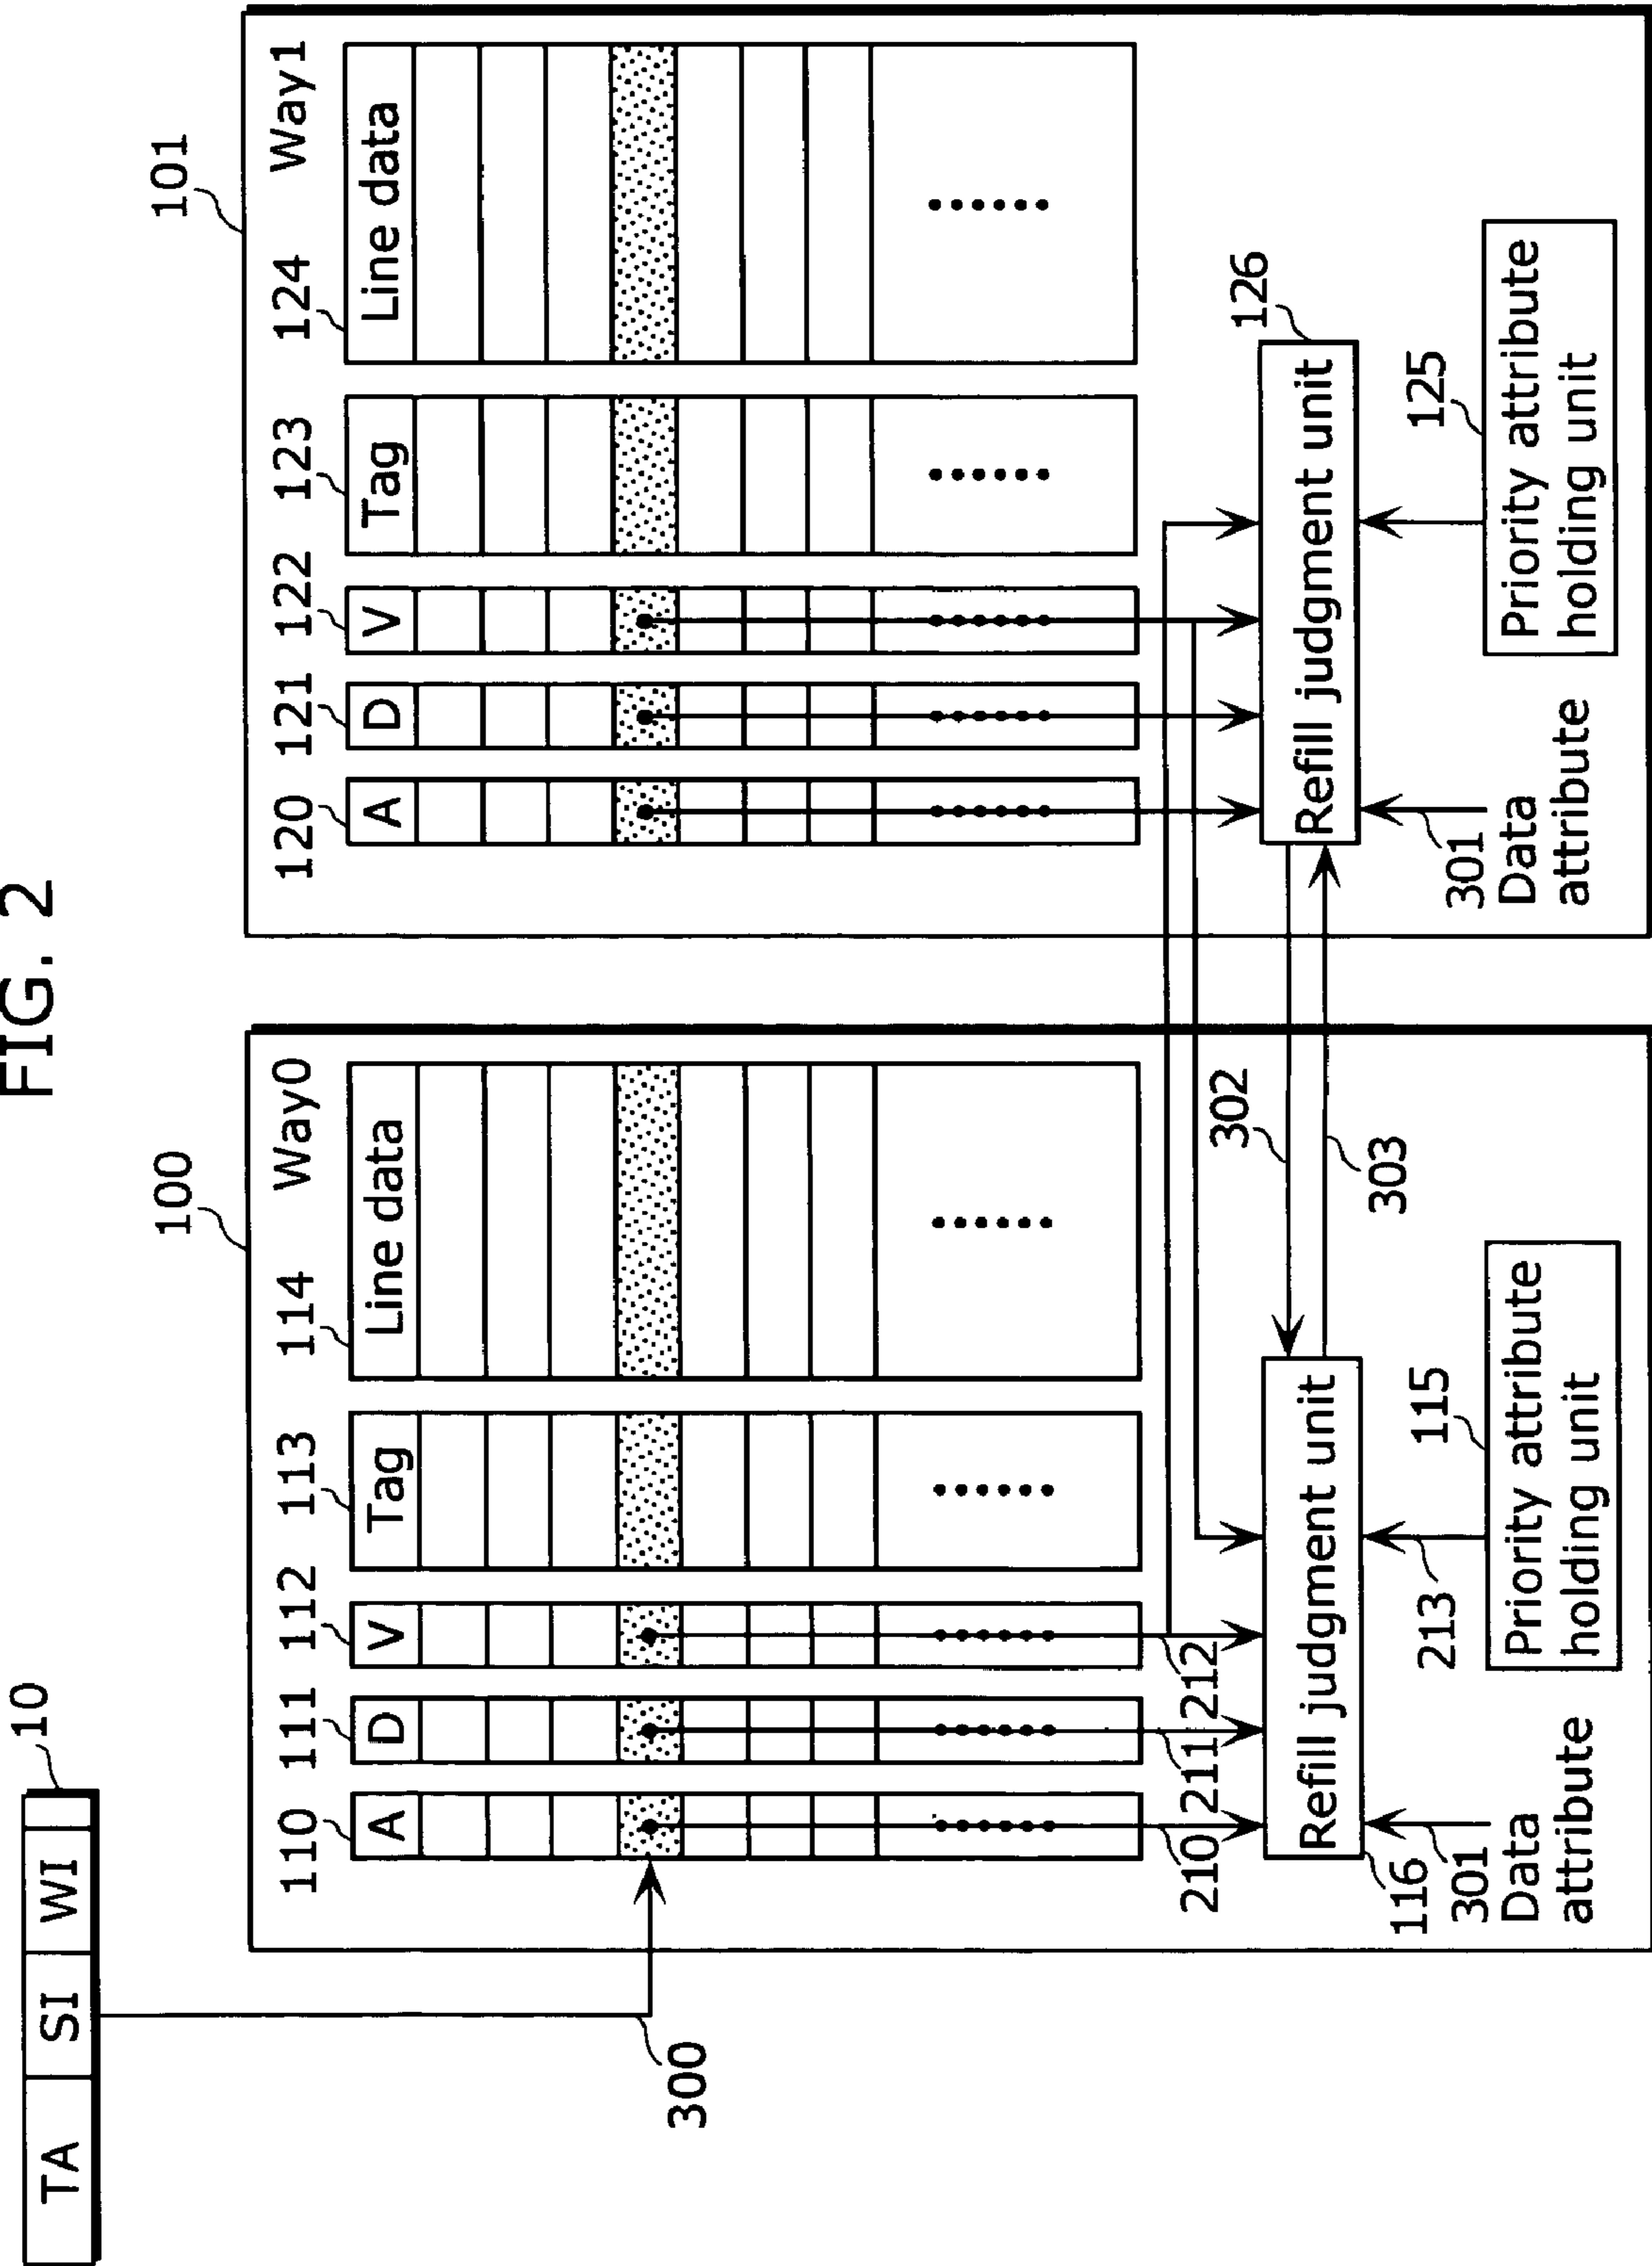 FIG. 2
10
TA SI WI
300
100
Way0
110 111 112 113 114
A D V Tag Line data
210 211 212
302
303
Refill judgment unit
116
301
Data
attribute
213
115
Priority attribute
holding unit
101
Way1
120 121 122 123 124
A D V Tag Line data
126
Refill judgment unit
301
Data
attribute
125
Priority attribute
holding unit